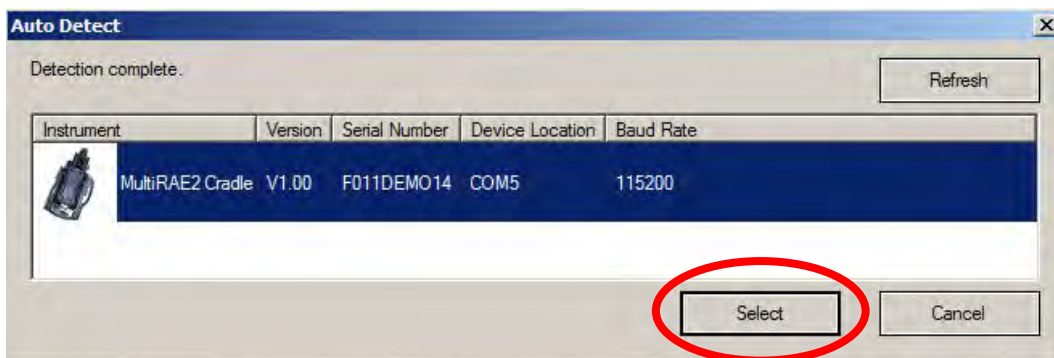 Auto Detect
Detection complete.
Refresh
Instrument Version Serial Number Device Location Baud Rate
MultiRAE2 Cradle V1.00 F011DEMO14 COM5 115200
Select Cancel